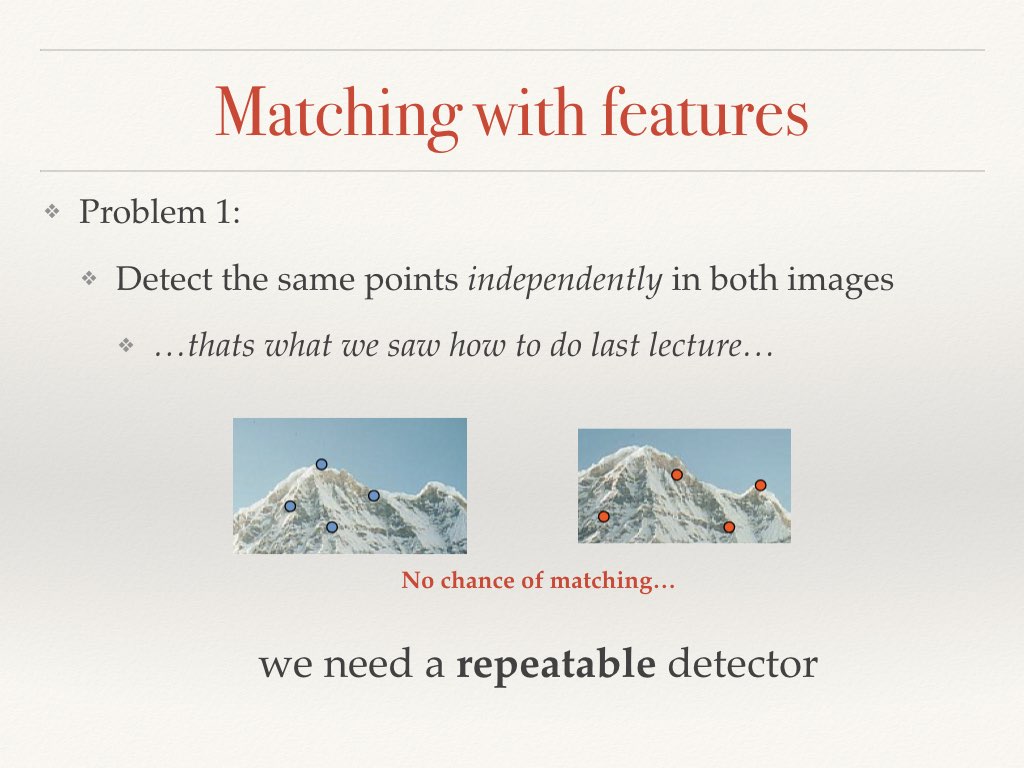 Matching with features
Problem 1:
Detect the same points independently in both images
…thats what we saw how to do last lecture…
No chance of matching…
we need a repeatable detector